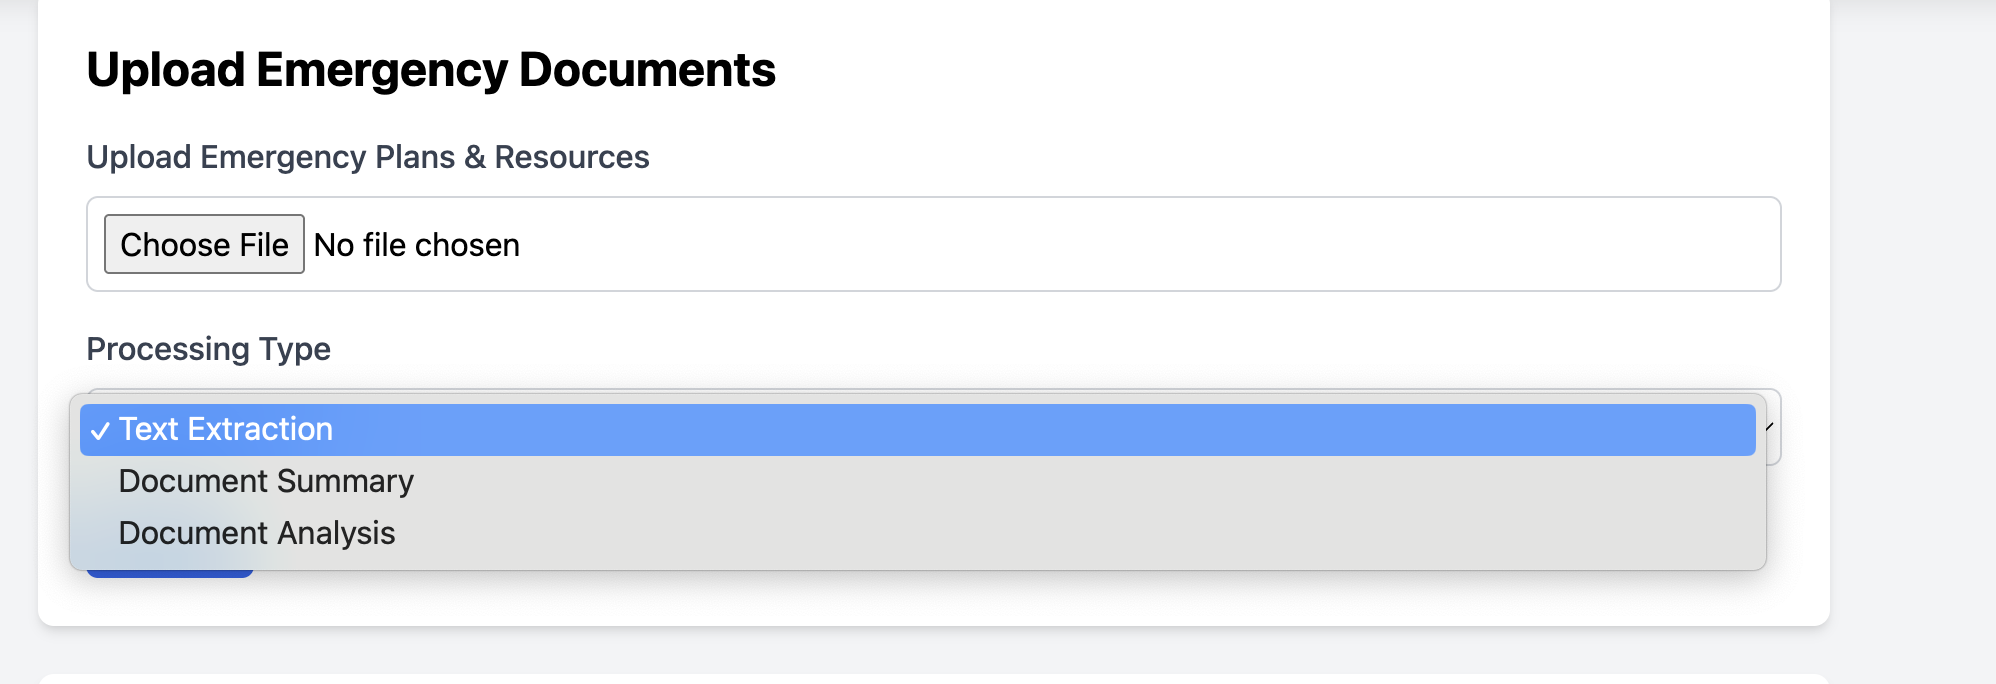 Upload Emergency Documents
Upload Emergency Plans & Resources
Choose File No file chosen
Processing Type
✓ Text Extraction
Document Summary
Document Analysis